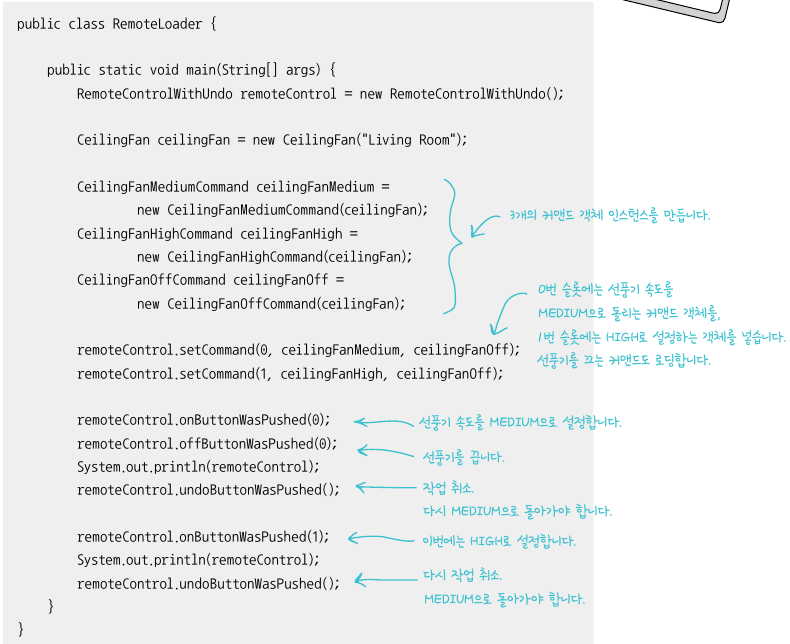 public class RemoteLoader {
public static void main(String[] args) {
RemoteControlWithUndo remoteControl = new RemoteControlWithUndo();
CeilingFan ceilingFan = new CeilingFan("Living Room");
CeilingFanMediumCommand ceilingFanMedium =
new CeilingFanMediumCommand(ceilingFan);
CeilingFanHighCommand ceilingFanHigh =
new CeilingFanHighCommand(ceilingFan);
CeilingFanOffCommand ceilingFanOff =
new CeilingFanOffCommand(ceilingFan);
3개의 커맨드 객체 인스턴스를 만듭니다.
0번 슬롯에는 선풍기 속도를
MEDIUM으로 돌리는 커맨드 객체를,
1번 슬롯에는 HIGH로 설정하는 객체를 넣습니다.
선풍기를 끄는 커맨드도 로딩합니다.
remoteControl.setCommand(0, ceilingFanMedium, ceilingFanOff);
remoteControl.setCommand(1, ceilingFanHigh, ceilingFanOff);
remoteControl.onButtonWasPushed(0);
선풍기 속도를 MEDIUM으로 설정합니다.
remoteControl.offButtonWasPushed(0);
선풍기를 끕니다.
System.out.println(remoteControl);
remoteControl.undoButtonWasPushed();
작업 취소.
다시 MEDIUM으로 돌아가야 합니다.
remoteControl.onButtonWasPushed(1);
이번에는 HIGH로 설정합니다.
System.out.println(remoteControl);
remoteControl.undoButtonWasPushed();
다시 작업 취소.
MEDIUM으로 돌아가야 합니다.
}
}